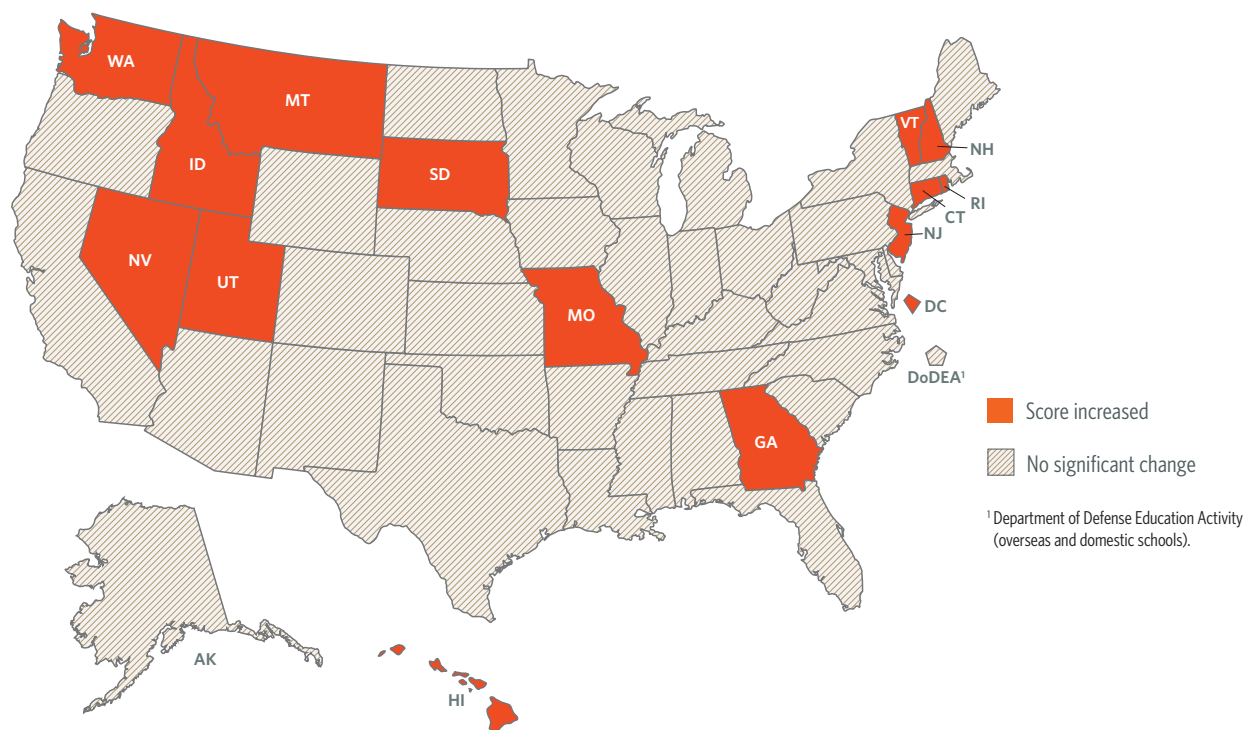 WA
MT
VT
NH
ID
SD
RI
CT
NJ
NV
UT
DC
MO
DoDEA¹
Score increased
GA
No significant change
¹ Department of Defense Education Activity
(overseas and domestic schools).
AK
HI